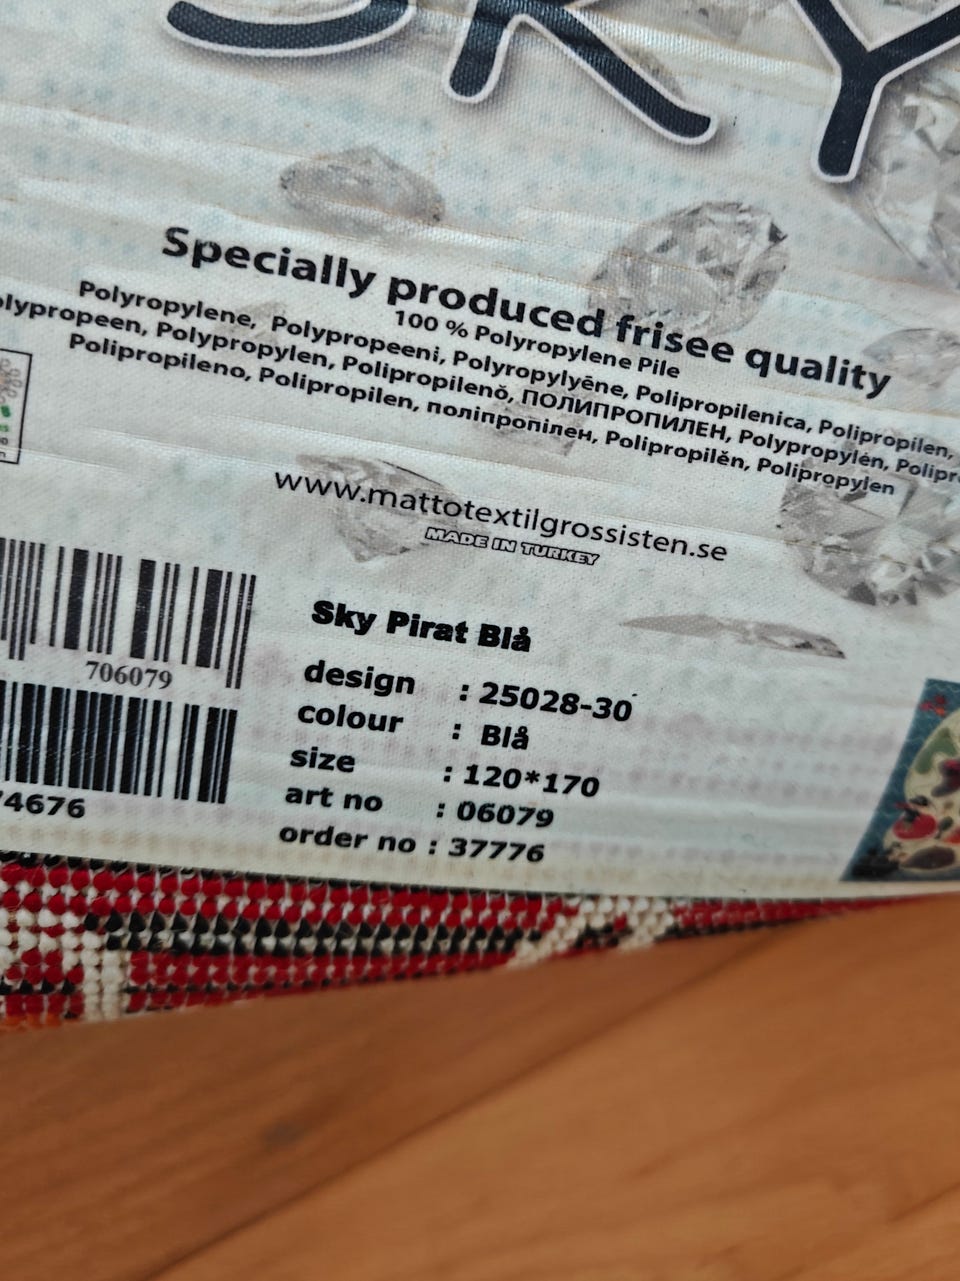 SKY
Specially produced frisee quality
100 % Polyropylene Pile
Polyropylene, Polypropeeni, Polyropylyêne, Polipropilenica, Polipropilen,
Polypropylen, Polipropilenŏ, ПОЛИПРОПИЛЕН, Polypropylén,
Polipropileno, Polipropilen, поліпропілен, Polipropilěn, Polipropylen
www.mattotextilgrossisten.se
MADE IN TURKEY
706079
74676
Sky Pirat Blå
design : 25028-30
colour : Blå
size : 120*170
art no : 06079
order no : 37776